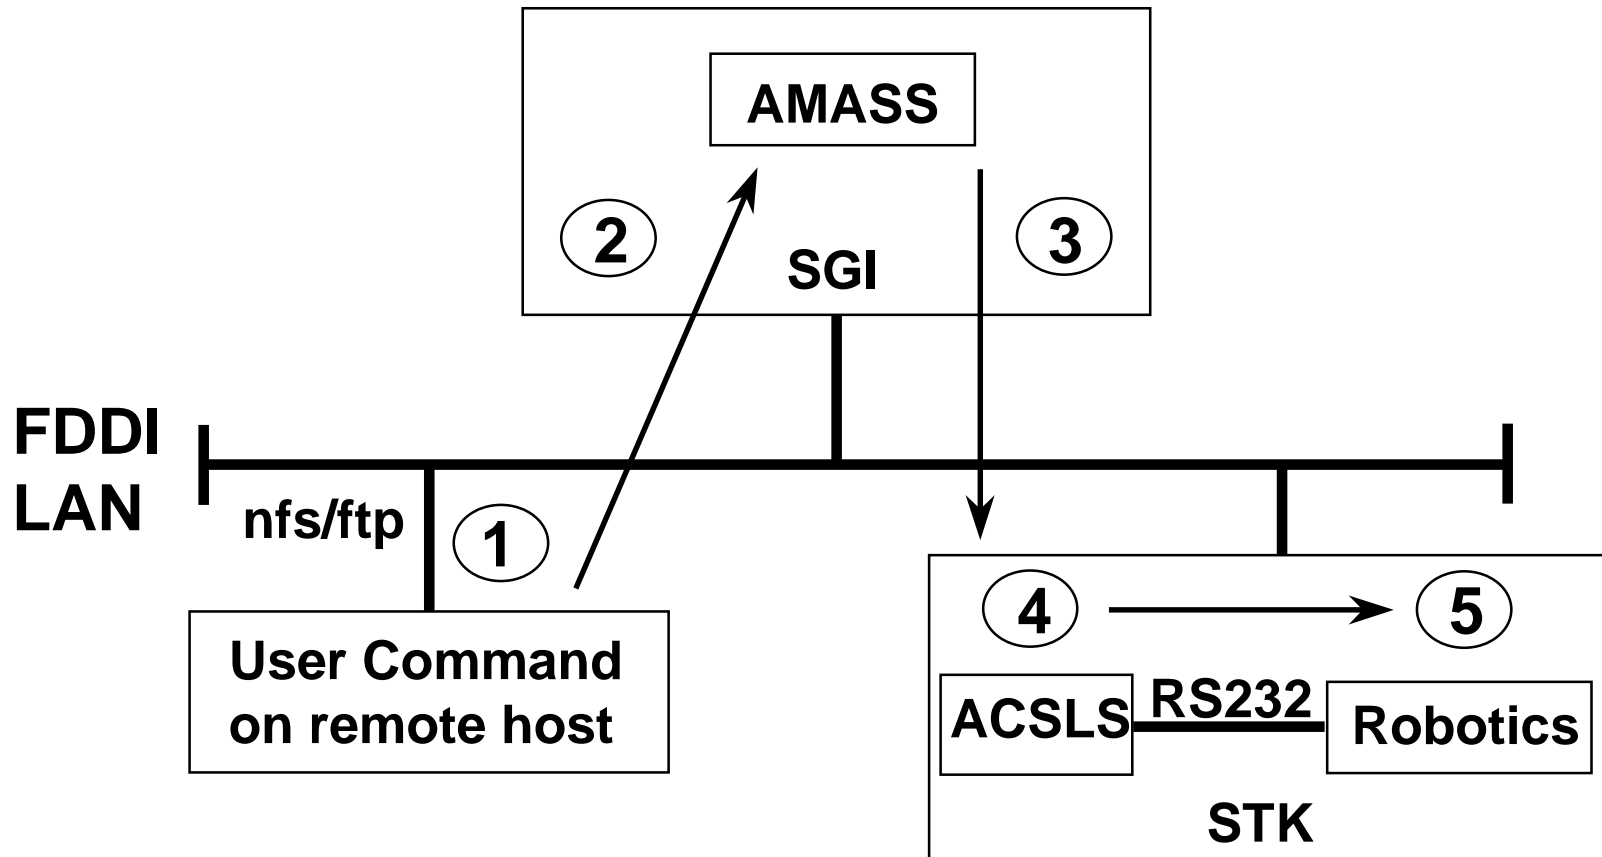 AMASS
2
3
SGI
FDDI
LAN
nfs/ftp
1
User Command
on remote host
4
5
ACSLS
RS232
Robotics
STK